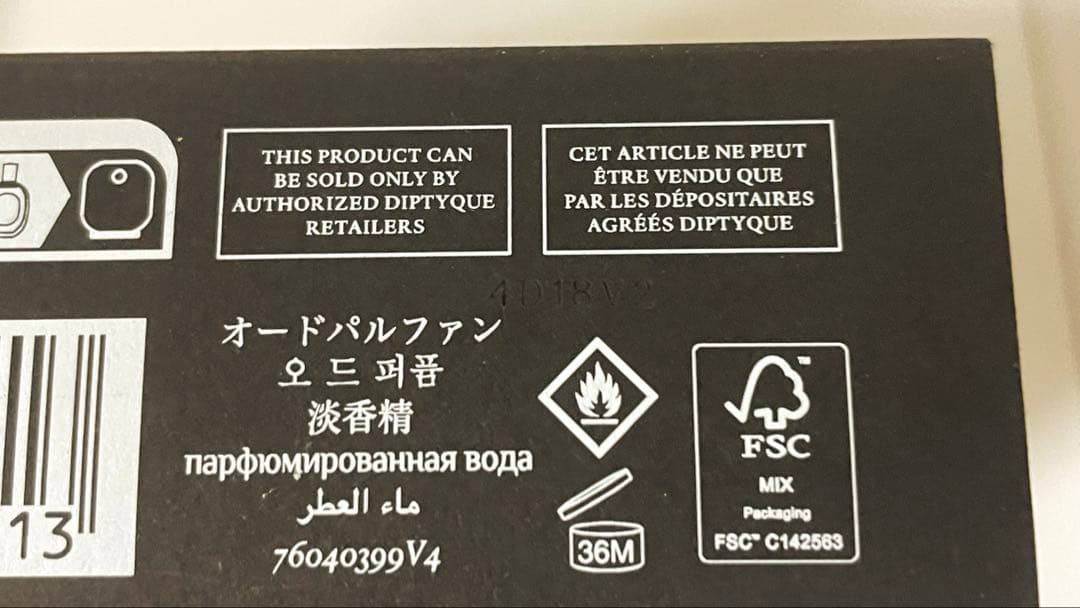 THIS PRODUCT CAN
BE SOLD ONLY BY
AUTHORIZED DIPTYQUE
RETAILERS
CET ARTICLE NE PEUT
ÊTRE VENDU QUE
PAR LES DÉPOSITAIRES
AGRÉÉS DIPTYQUE
4D18V2
オードパルファン
오 드 퍼퓸
淡香精
парфюмированная вода
ماء العطر
76040399V4
13
36M
™
FSC
MIX
Packaging
FSC™ C142563